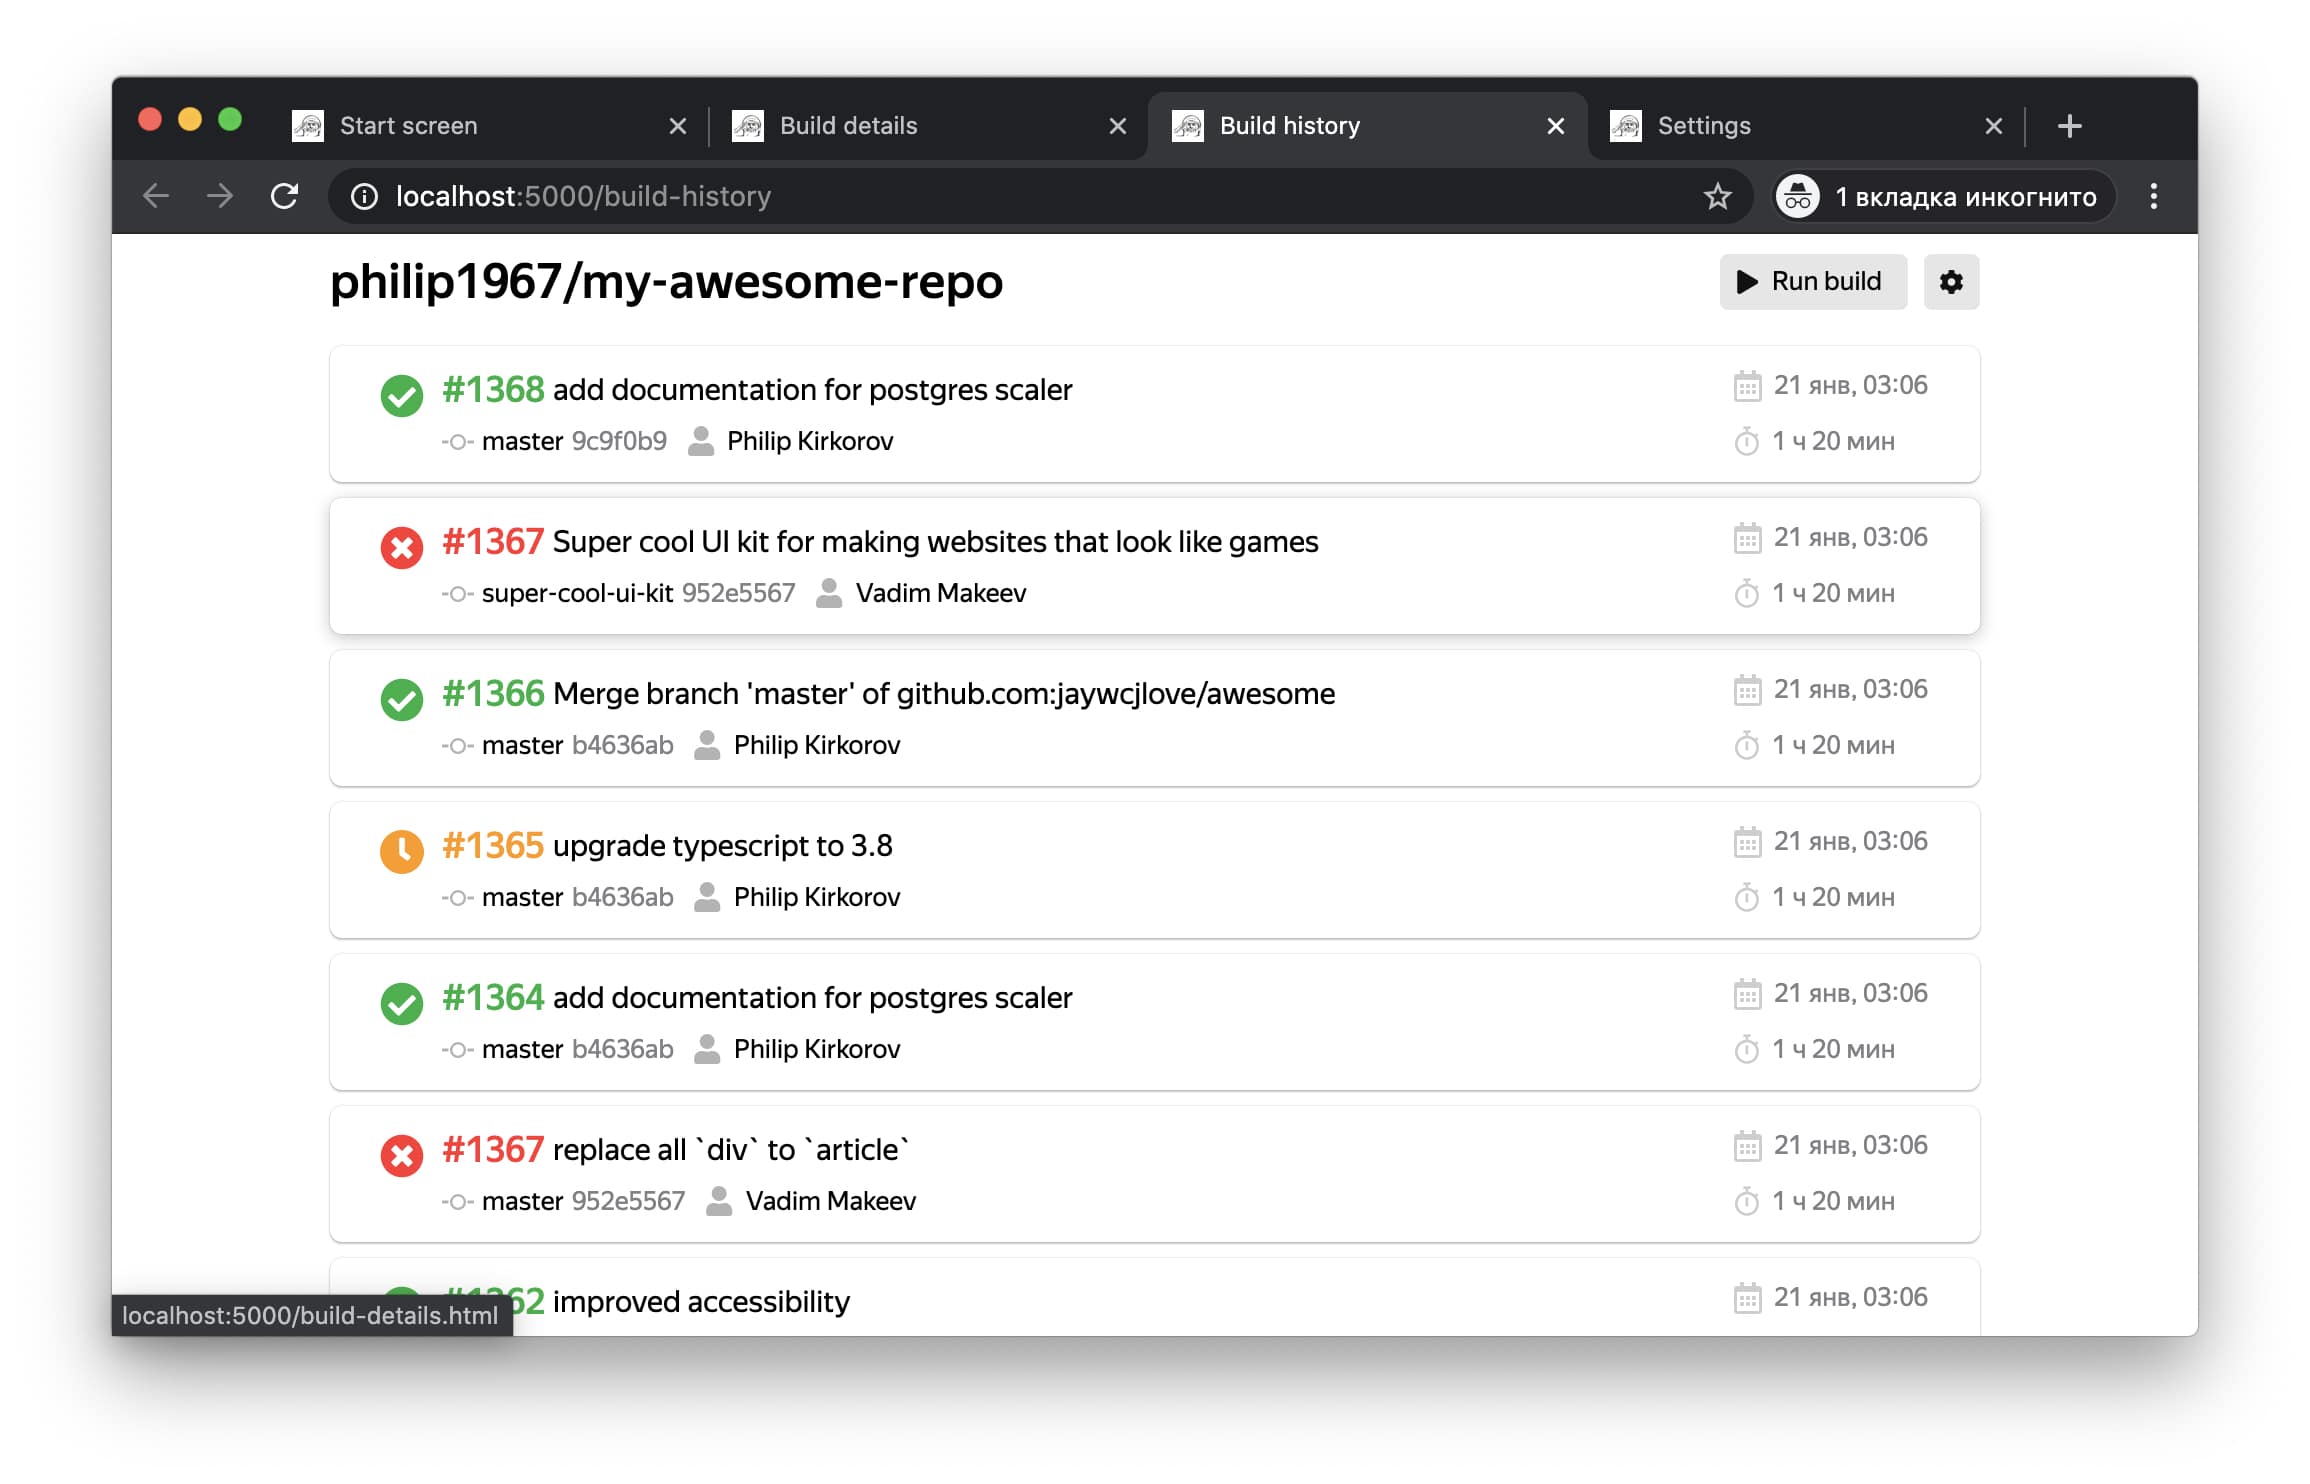 Start screen
Build details
Build history
Settings
localhost:5000/build-history
1 вкладка инкогнито
philip1967/my-awesome-repo
Run build
#1368 add documentation for postgres scaler
21 янв, 03:06
master 9c9f0b9 Philip Kirkorov
1 ч 20 мин
#1367 Super cool UI kit for making websites that look like games
21 янв, 03:06
super-cool-ui-kit 952e5567 Vadim Makeev
1 ч 20 мин
#1366 Merge branch 'master' of github.com:jaywcjlove/awesome
21 янв, 03:06
master b4636ab Philip Kirkorov
1 ч 20 мин
#1365 upgrade typescript to 3.8
21 янв, 03:06
master b4636ab Philip Kirkorov
1 ч 20 мин
#1364 add documentation for postgres scaler
21 янв, 03:06
master b4636ab Philip Kirkorov
1 ч 20 мин
#1367 replace all `div` to `article`
21 янв, 03:06
master 952e5567 Vadim Makeev
1 ч 20 мин
#1362 improved accessibility
21 янв, 03:06
localhost:5000/build-details.html